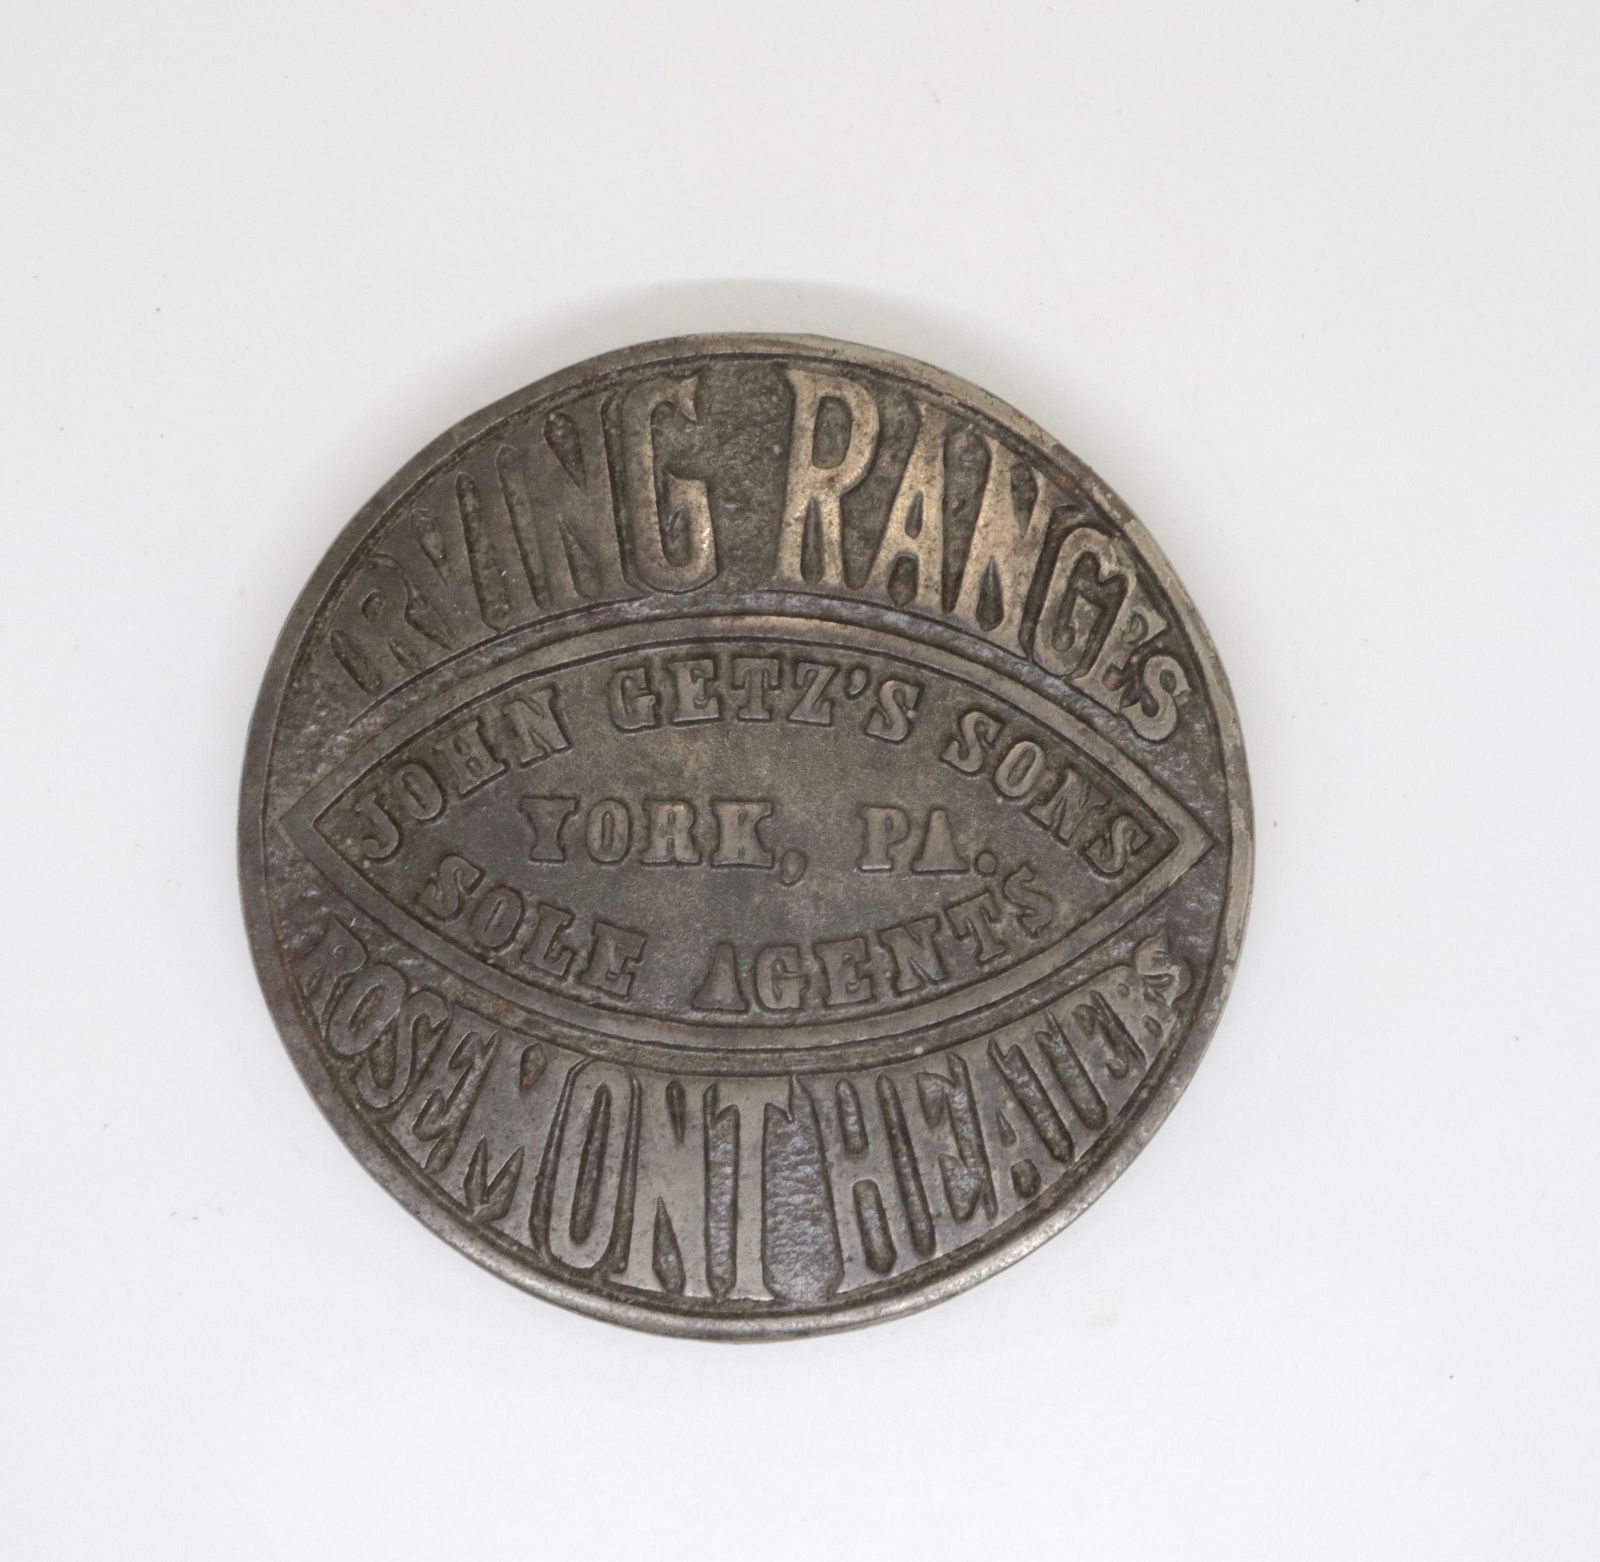 IRVING RANGES
JOHN GETZ'S SONS
YORK, PA.
SOLE AGENTS
ROSEMONT HEATERS